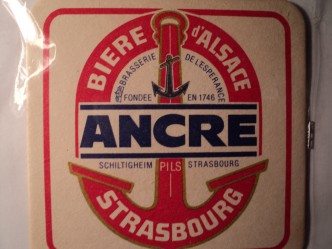 BIERE d'ALSACE
BRASSERIE DE L'ESPERANCE
FONDEE EN 1746
ANCRE
SCHILTIGHEIM PILS STRASBOURG
STRASBOURG